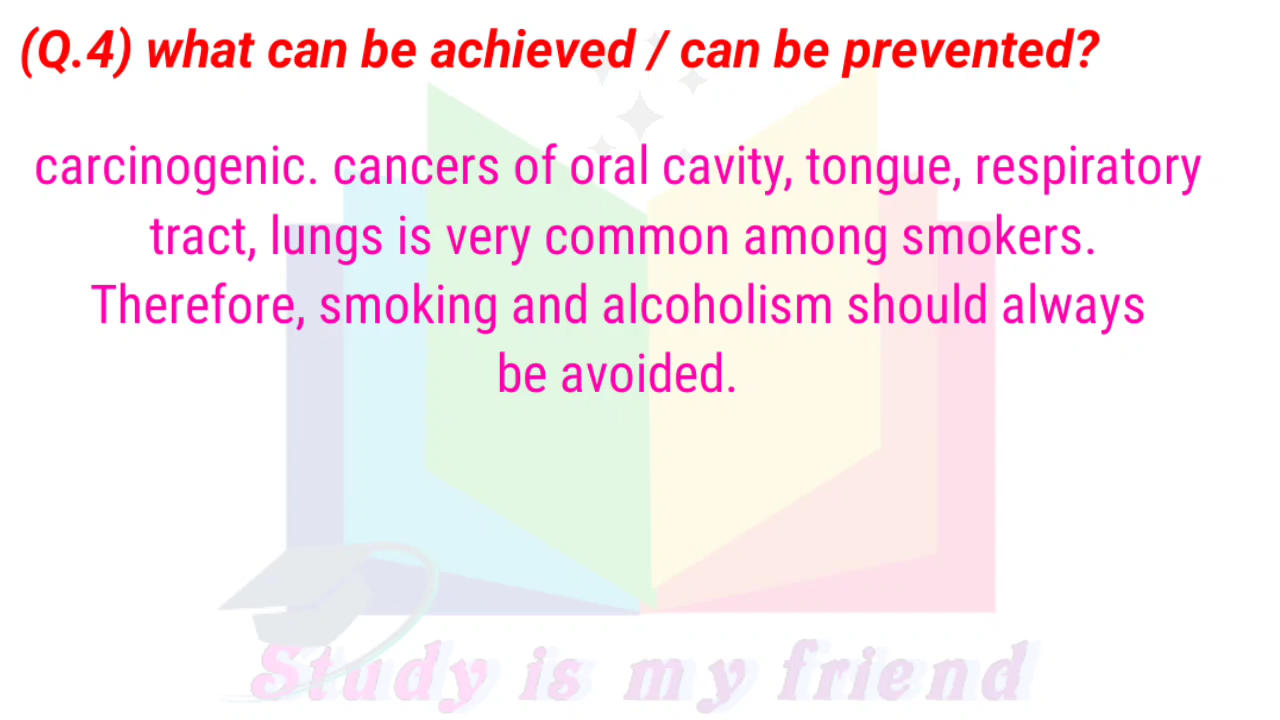 (Q.4) what can be achieved / can be prevented?
carcinogenic. cancers of oral cavity, tongue, respiratory
tract, lungs is very common among smokers.
Therefore, smoking and alcoholism should always
be avoided.
Study is my friend